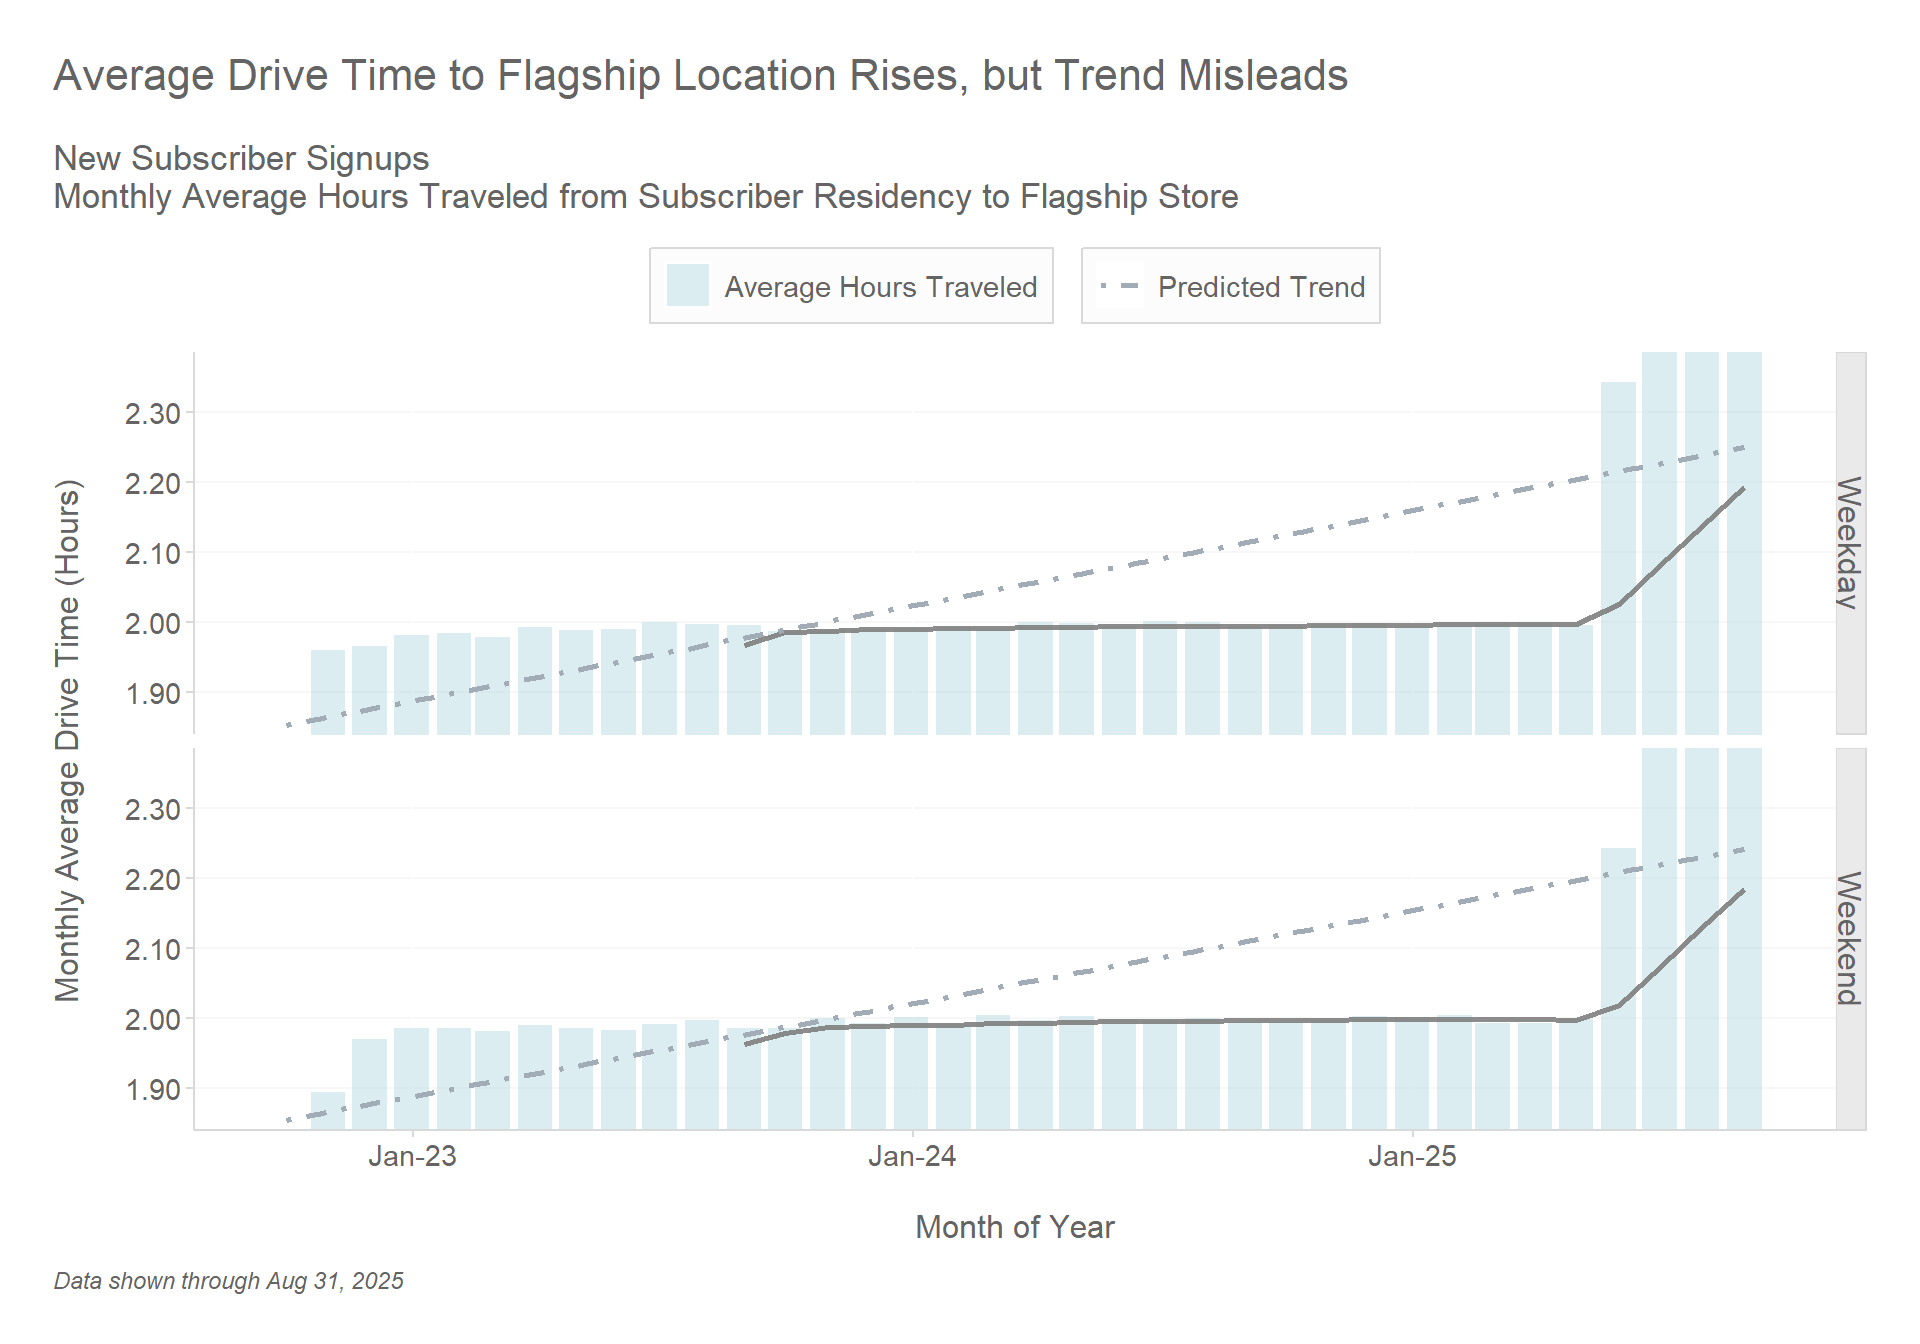 Average Drive Time to Flagship Location Rises, but Trend Misleads
New Subscriber Signups
Monthly Average Hours Traveled from Subscriber Residency to Flagship Store
Average Hours Traveled
Predicted Trend
Monthly Average Drive Time (Hours)
2.30
2.20
2.10
2.00
1.90
Weekday
2.30
2.20
2.10
2.00
1.90
Weekend
Jan-23
Jan-24
Jan-25
Month of Year
Data shown through Aug 31, 2025